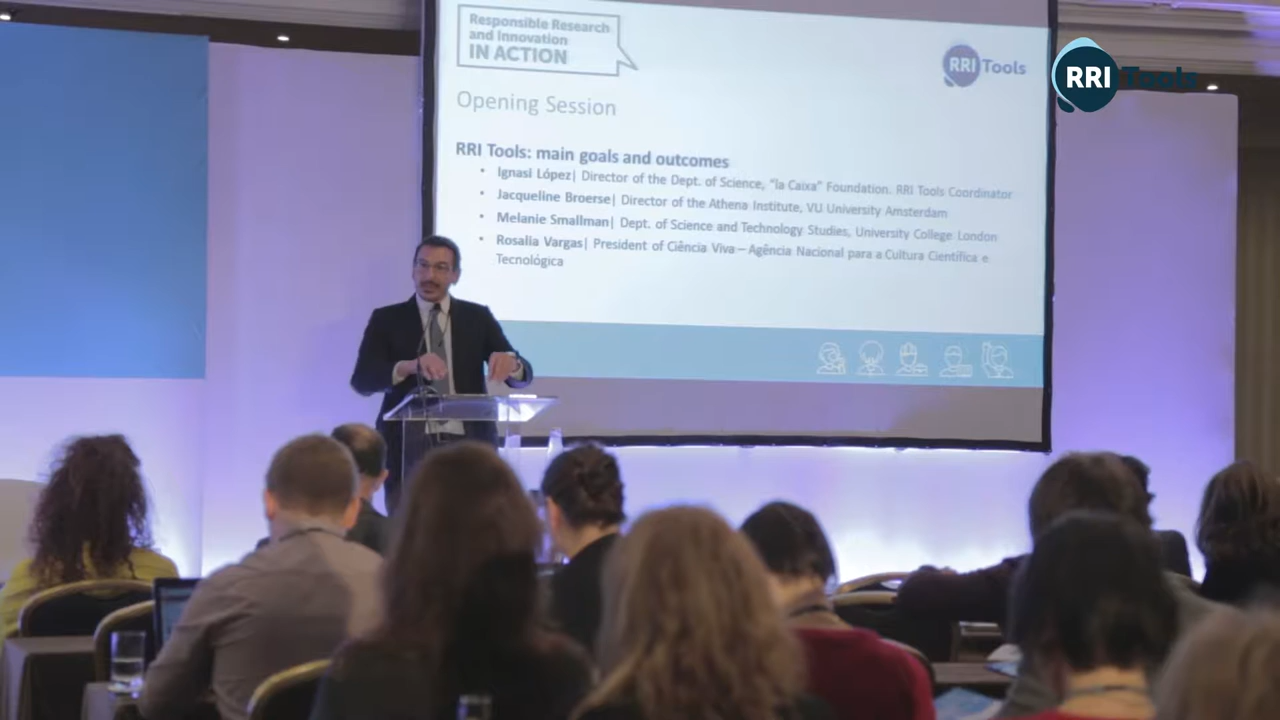 Responsible Research
and Innovation
IN ACTION
RRI Tools
RRI Tools
Opening Session
RRI Tools: main goals and outcomes
• Ignasi López| Director of the Dept. of Science, "la Caixa" Foundation. RRI Tools Coordinator
• Jacqueline Broerse| Director of the Athena Institute, VU University Amsterdam
• Melanie Smallman| Dept. of Science and Technology Studies, University College London
• Rosalia Vargas| President of Ciência Viva – Agência Nacional para a Cultura Científica e
Tecnológica